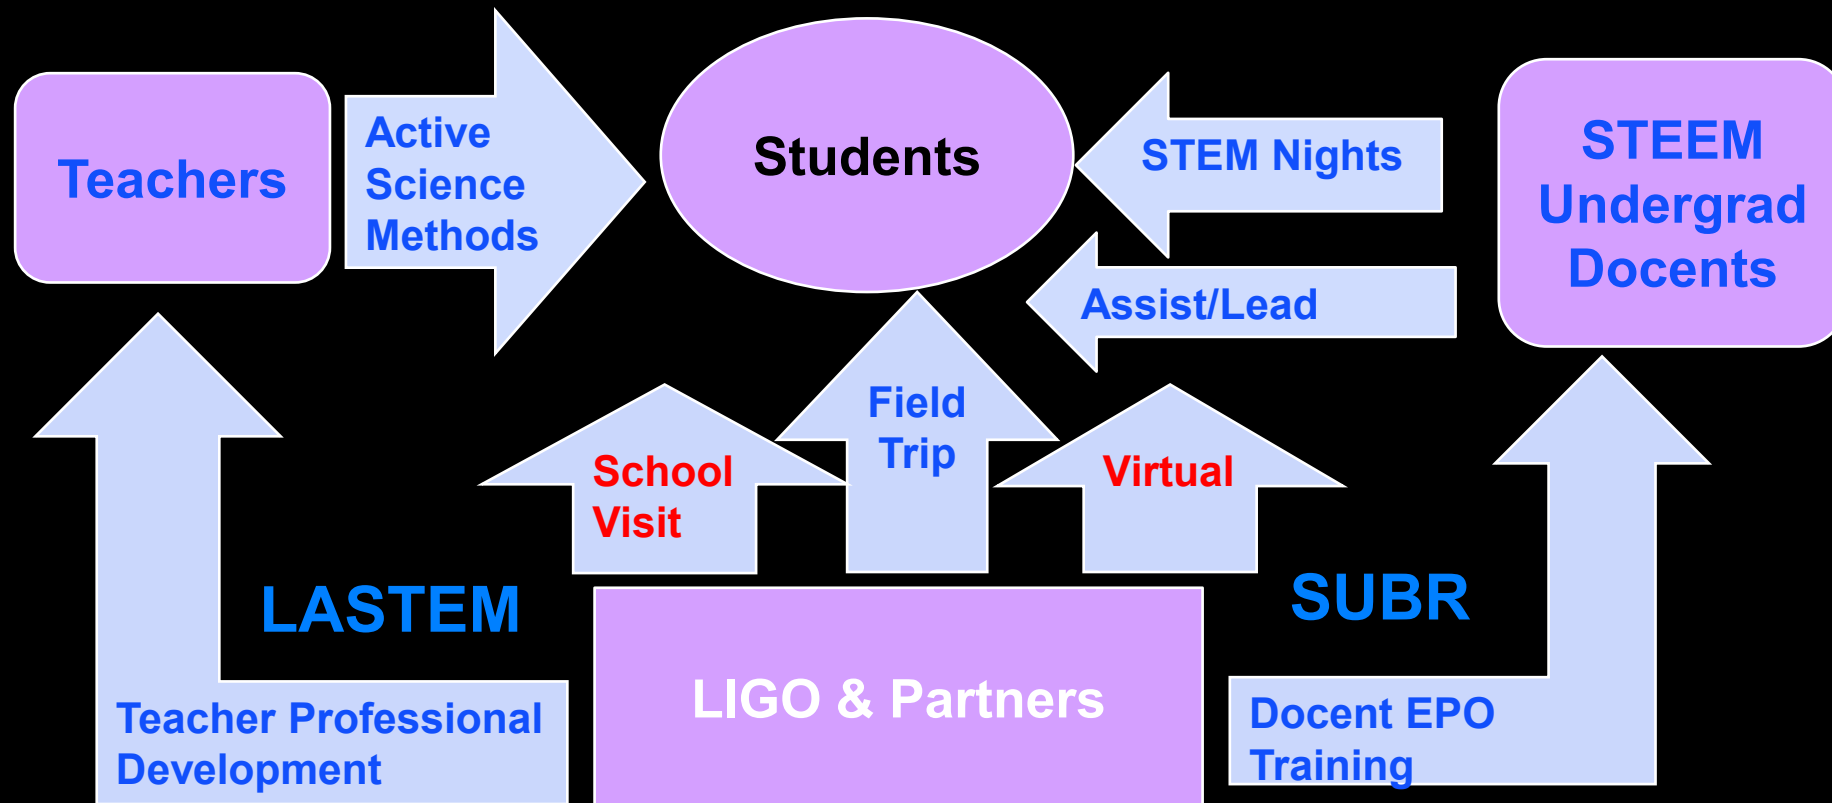 Teachers
Active
Science
Methods
Students
STEM Nights
Assist/Lead
STEEM
Undergrad
Docents
School
Visit
Field
Trip
Virtual
LASTEM
SUBR
Teacher Professional
Development
LIGO & Partners
Docent EPO
Training